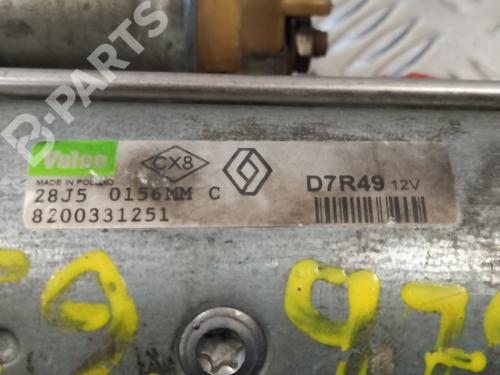 B-PARTS
Valeo
CX8
D7R49 12V
MADE IN POLAND
28J5 0156MM C
8200331251